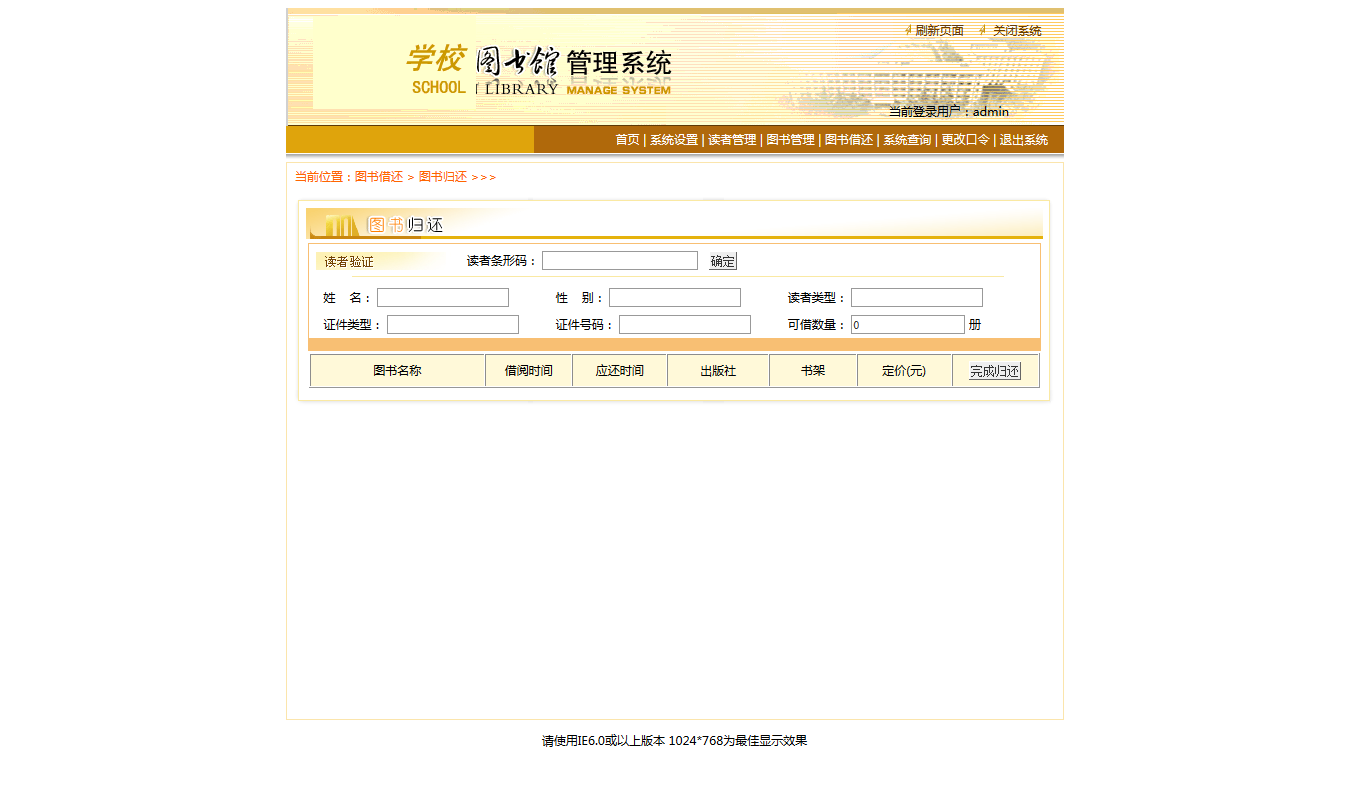 刷新页面 关闭系统
学校 图书馆 管理系统
SCHOOL LIBRARY MANAGE SYSTEM
当前登录用户：admin
首页 | 系统设置 | 读者管理 | 图书管理 | 图书借还 | 系统查询 | 更改口令 | 退出系统
当前位置：图书借还 > 图书归还 >>>
图书归还
读者验证 读者条形码： 确定
姓 名： 性 别： 读者类型：
证件类型： 证件号码： 可借数量： 0 册
图书名称 借阅时间 应还时间 出版社 书架 定价(元) 完成归还
请使用IE6.0或以上版本 1024*768为最佳显示效果